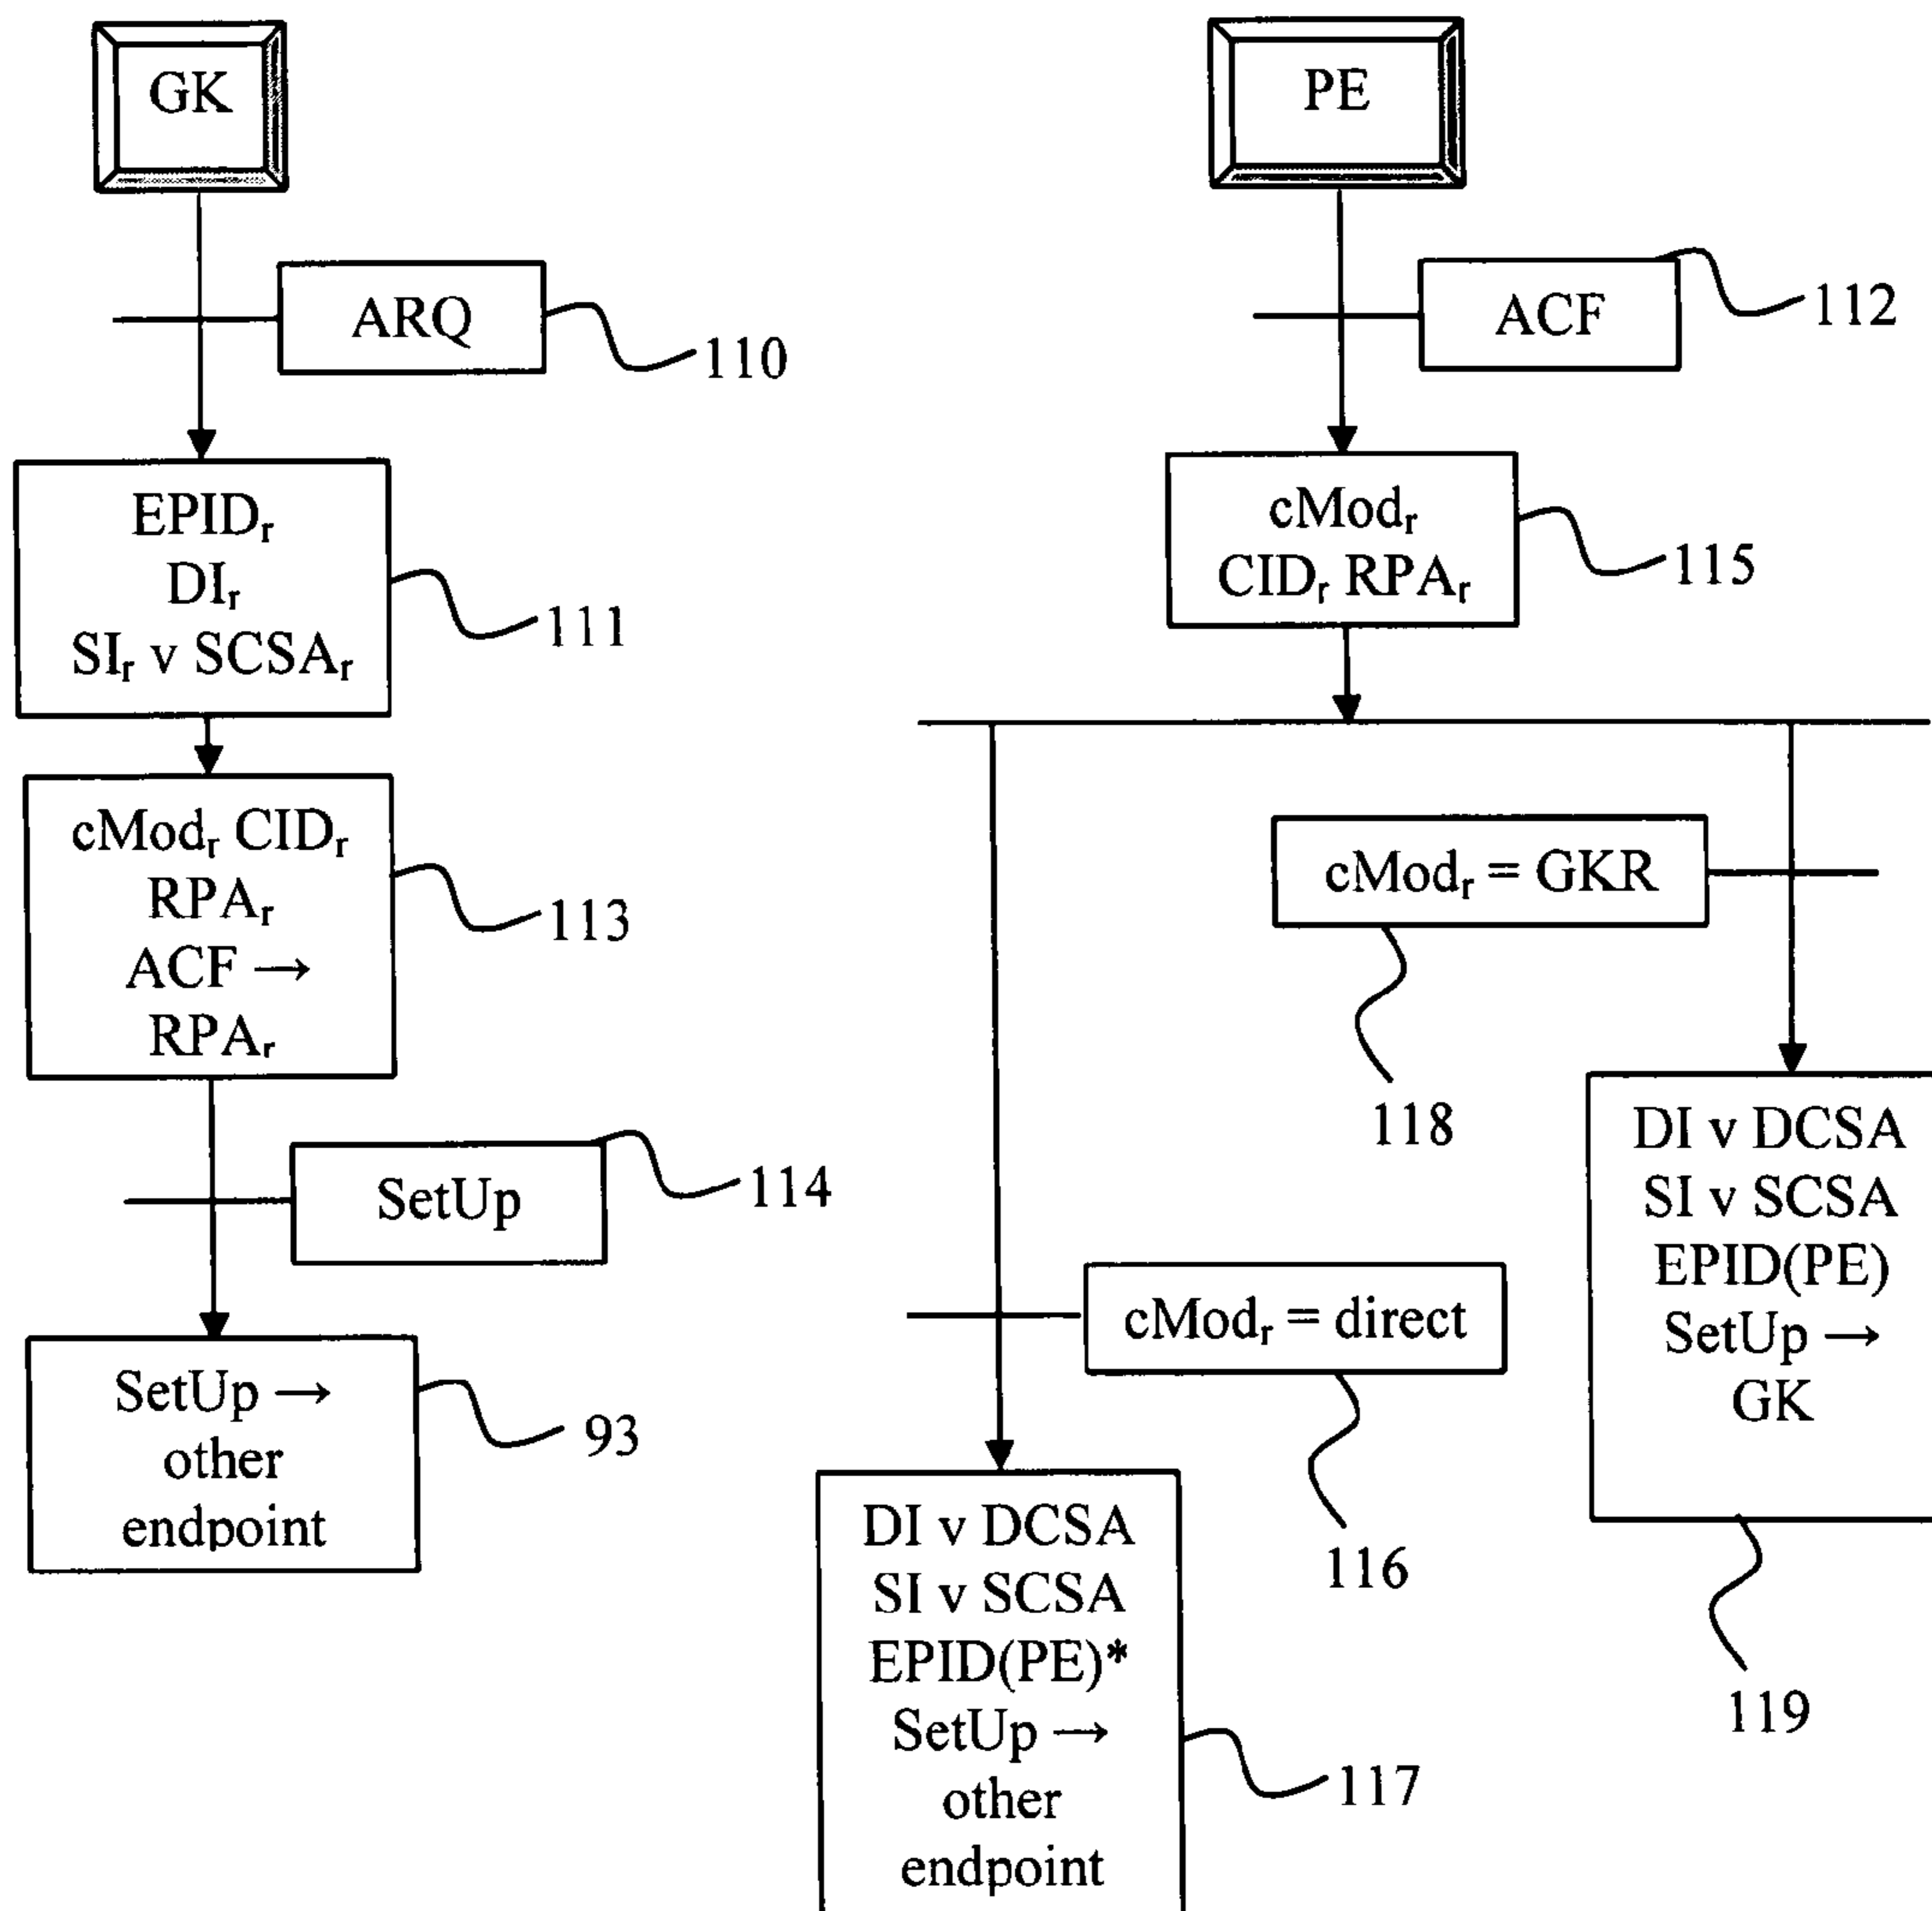 GK
ARQ
110
EPIDᵣ
DIᵣ
SIᵣ v SCSAᵣ
111
cModᵣ CIDᵣ
RPAᵣ
ACF →
RPAᵣ
113
SetUp
114
SetUp →
other
endpoint
93
PE
ACF
112
cModᵣ
CIDᵣ RPAᵣ
115
cModᵣ = GKR
118
cModᵣ = direct
116
DI v DCSA
SI v SCSA
EPID(PE)*
SetUp →
other
endpoint
117
DI v DCSA
SI v SCSA
EPID(PE)
SetUp →
GK
119